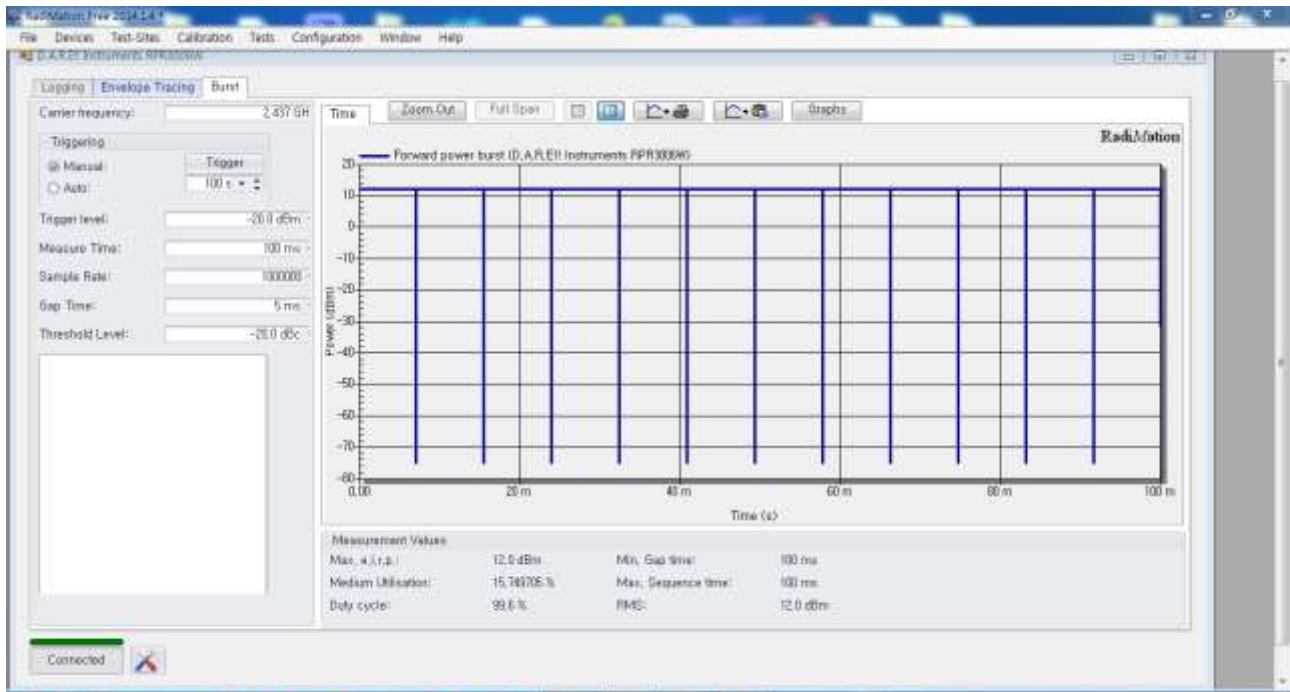 RadiMation Free 2014.1.4.
File Devices Test-Sites Calibration Tests Configuration Window Help
D.A.R.E!! Instruments RPR3006W
Logging Envelope Tracing Burst
Carrier frequency: 2.437 GH
Triggering
Manual: Trigger
Auto: 100 s
Trigger level: -20.0 dBm
Measure Time: 100 ms
Sample Rate: 1000000
Gap Time: 5 ms
Threshold Level: -20.0 dBc
Time Zoom Out Full Span Graphs
RadiMation
Forward power burst (D.A.R.E!! Instruments RPR3006W)
20
10
0
-10
-20
-30
-40
-50
-60
-70
-80
Power (dBm)
0.00 20 m 40 m 60 m 80 m 100 m
Time (s)
Measurement Values
Max. e.i.r.p.: 12.0 dBm Min. Gap time: 100 ms
Medium Utilisation: 15.749705 % Max. Sequence time: 100 ms
Duty cycle: 99.6 % RMS: 12.0 dBm
Connected